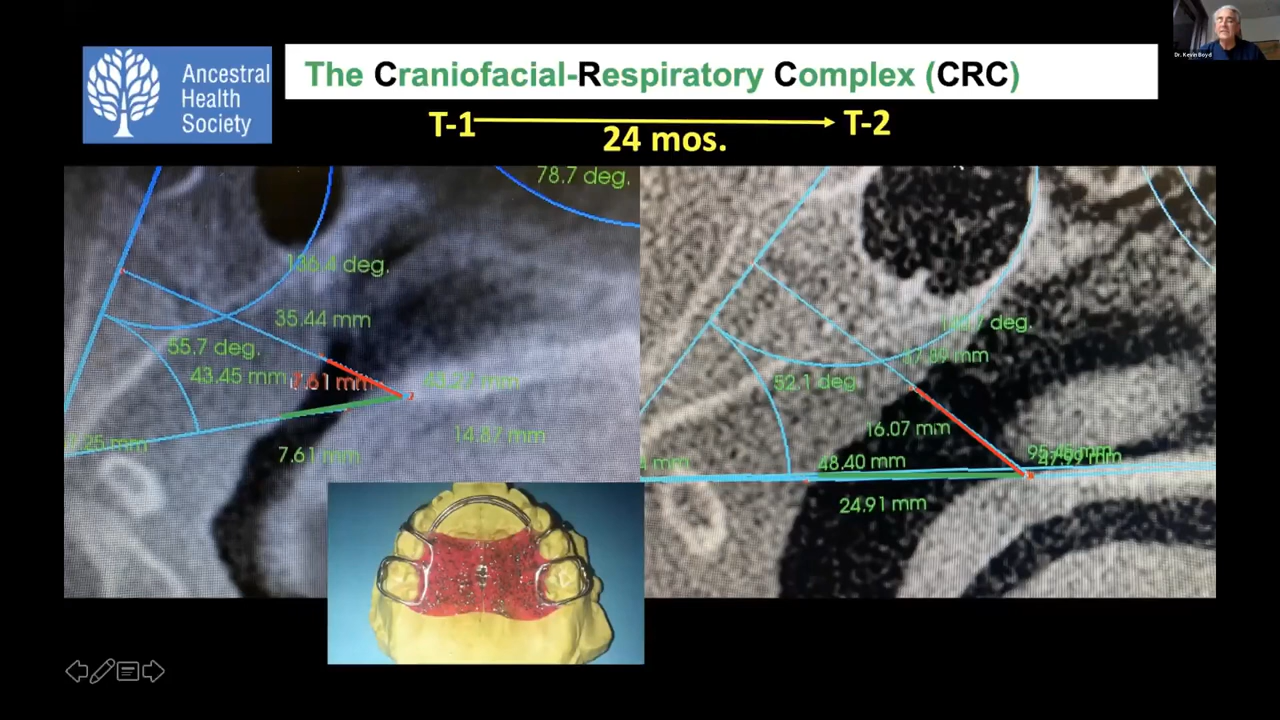 Ancestral
Health
Society
The Craniofacial-Respiratory Complex (CRC)
T-1
T-2
24 mos.
Dr. Kevin Boyd
78.7 deg.
136.4 deg.
35.44 mm
55.7 deg.
43.45 mm
7.61 mm
14.87 mm
7.61 mm
deg.
52.1 deg
16.07 mm
48.40 mm
24.91 mm